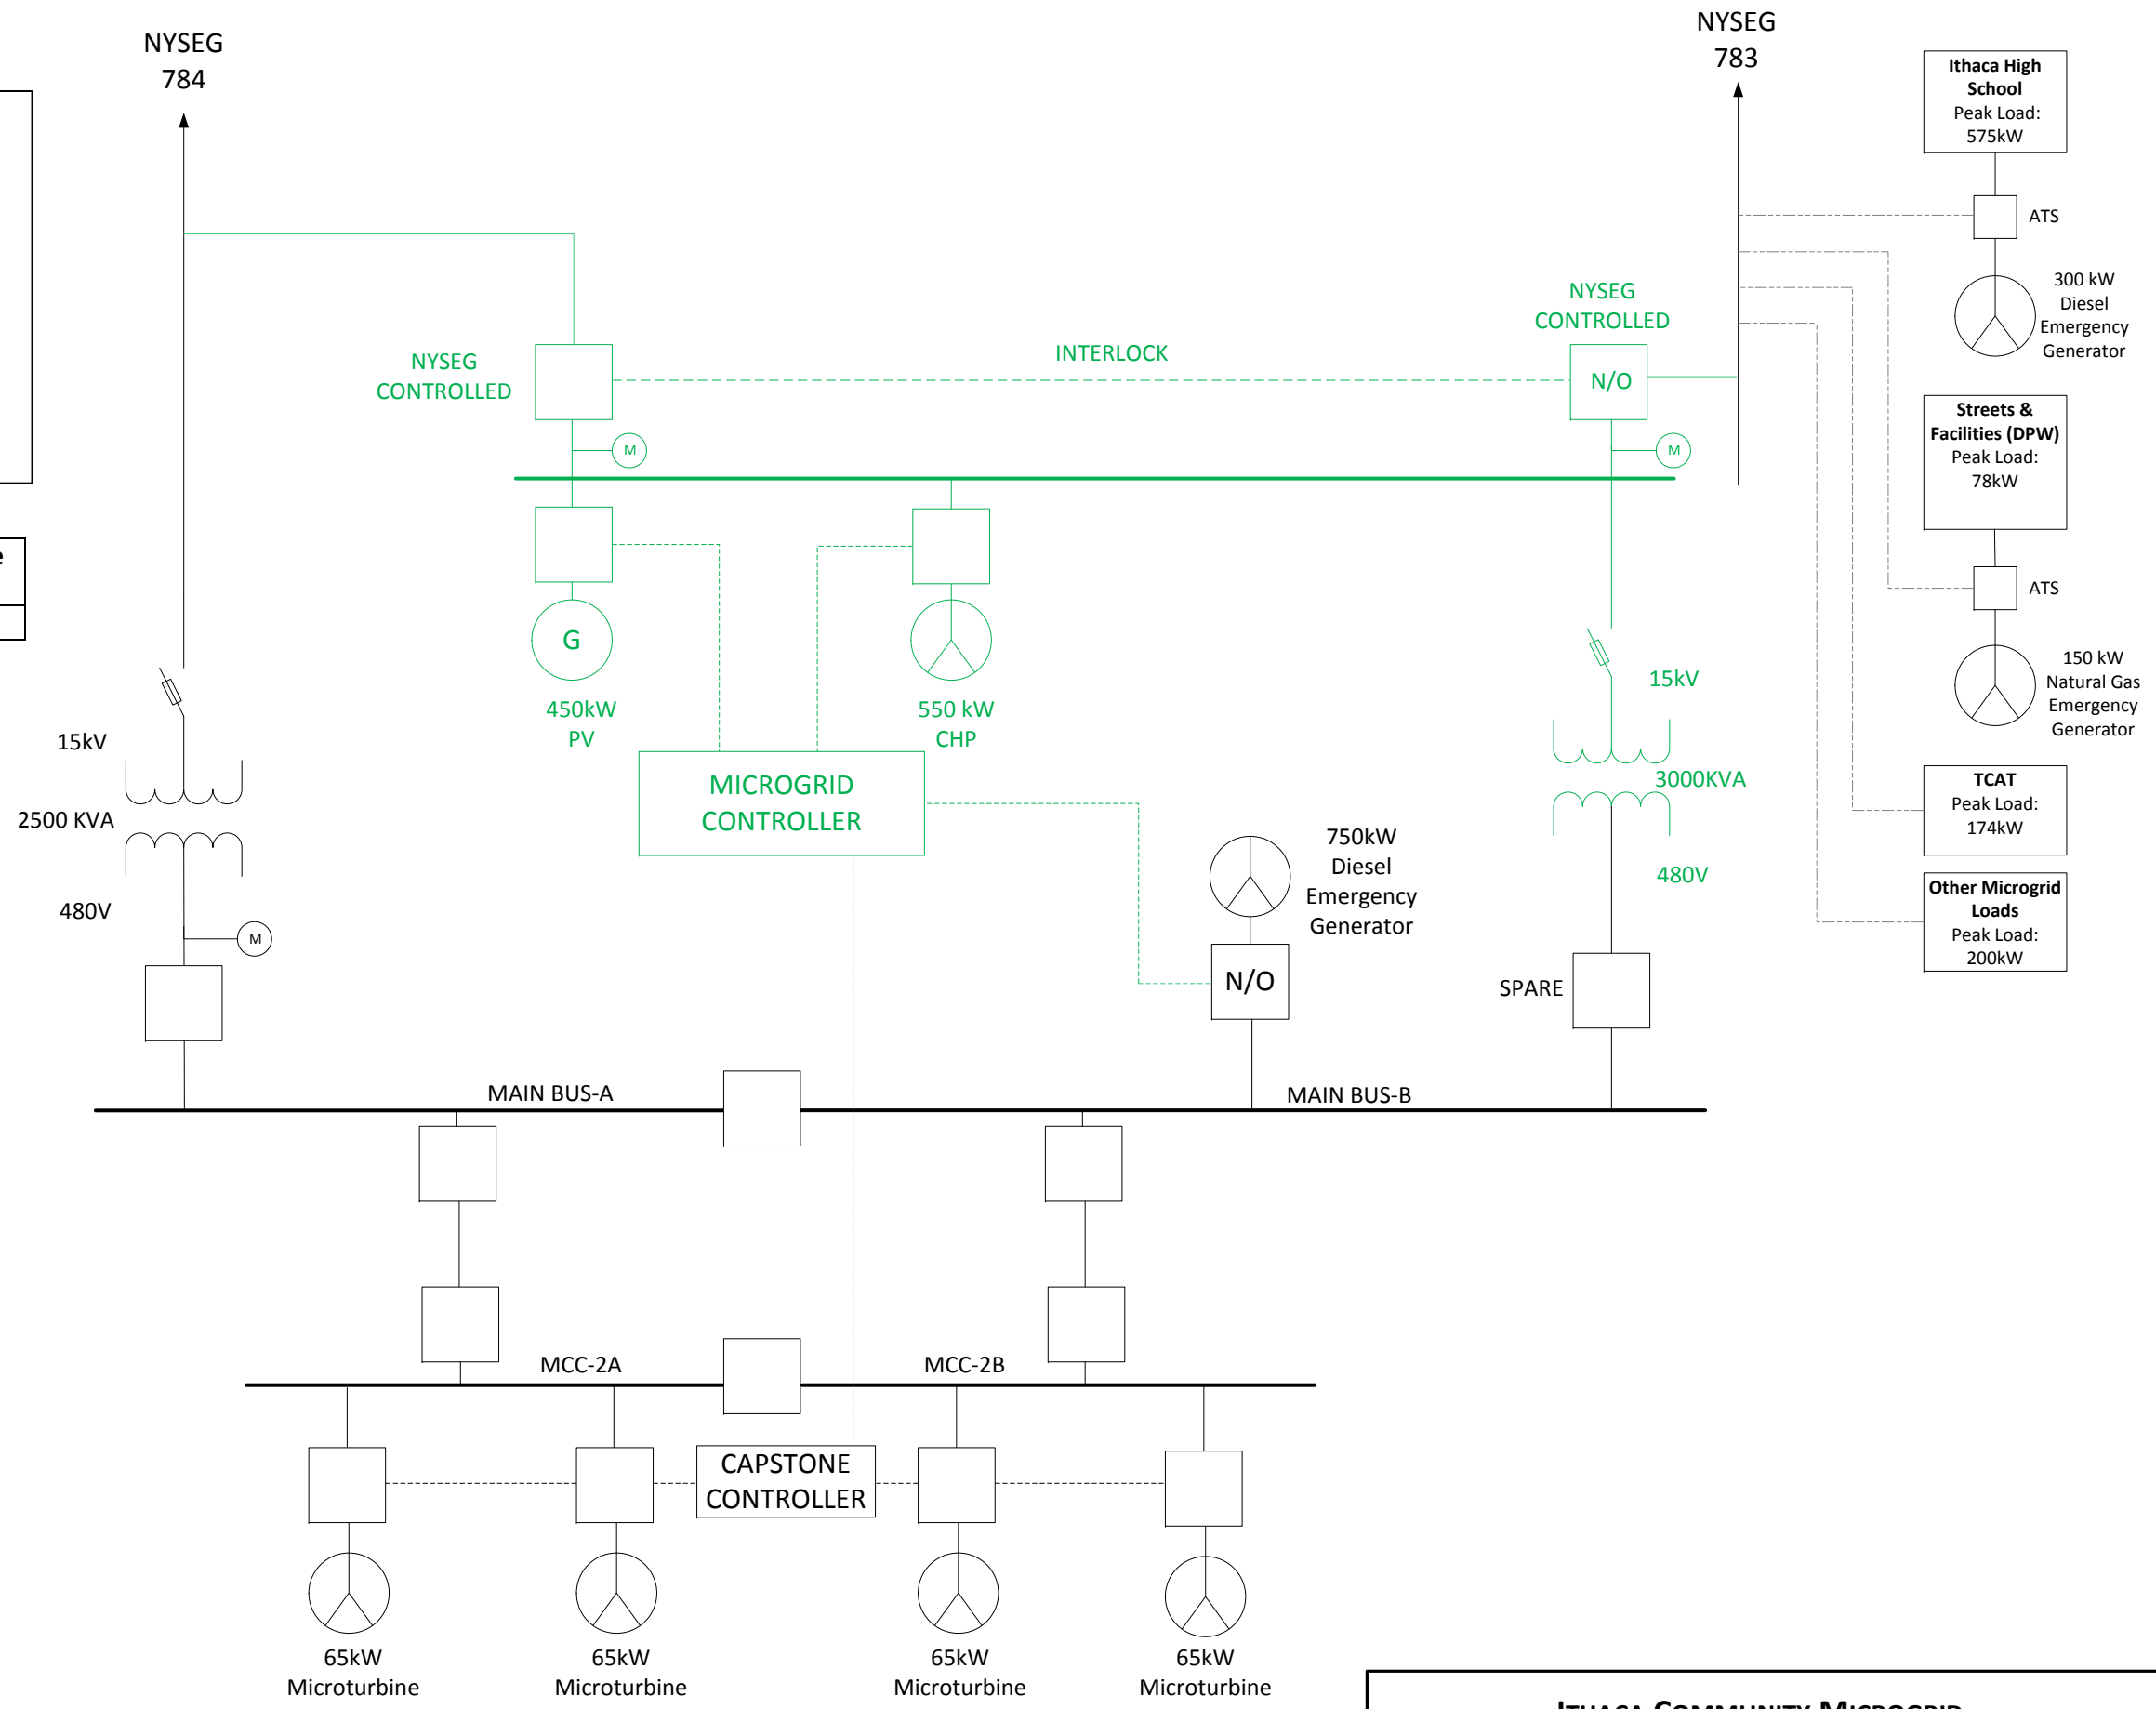 NYSEG
784
NYSEG
783
Ithaca High
School
Peak Load:
575kW
ATS
300 kW
Diesel
Emergency
Generator
NYSEG
CONTROLLED
INTERLOCK
NYSEG
CONTROLLED
N/O
M
M
Streets &
Facilities (DPW)
Peak Load:
78kW
ATS
150 kW
Natural Gas
Emergency
Generator
e
G
450kW
PV
550 kW
CHP
15kV
3000KVA
480V
15kV
2500 KVA
480V
M
MICROGRID
CONTROLLER
TCAT
Peak Load:
174kW
Other Microgrid
Loads
Peak Load:
200kW
750kW
Diesel
Emergency
Generator
N/O
SPARE
MAIN BUS-A
MAIN BUS-B
MCC-2A
MCC-2B
CAPSTONE
CONTROLLER
65kW
Microturbine
65kW
Microturbine
65kW
Microturbine
65kW
Microturbine
ITHACA COMMUNITY MICROGRID